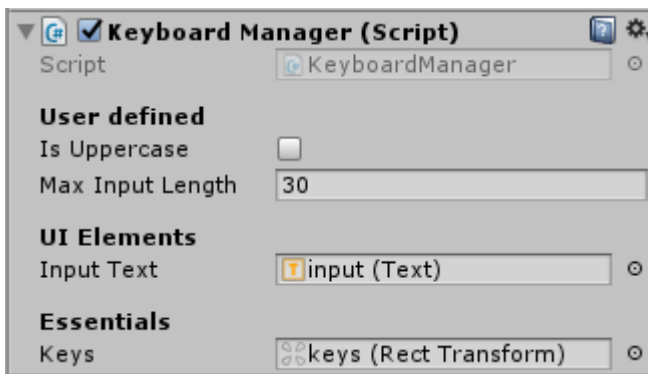 Keyboard Manager (Script)
Script KeyboardManager
User defined
Is Uppercase
Max Input Length 30
UI Elements
Input Text input (Text)
Essentials
Keys keys (Rect Transform)